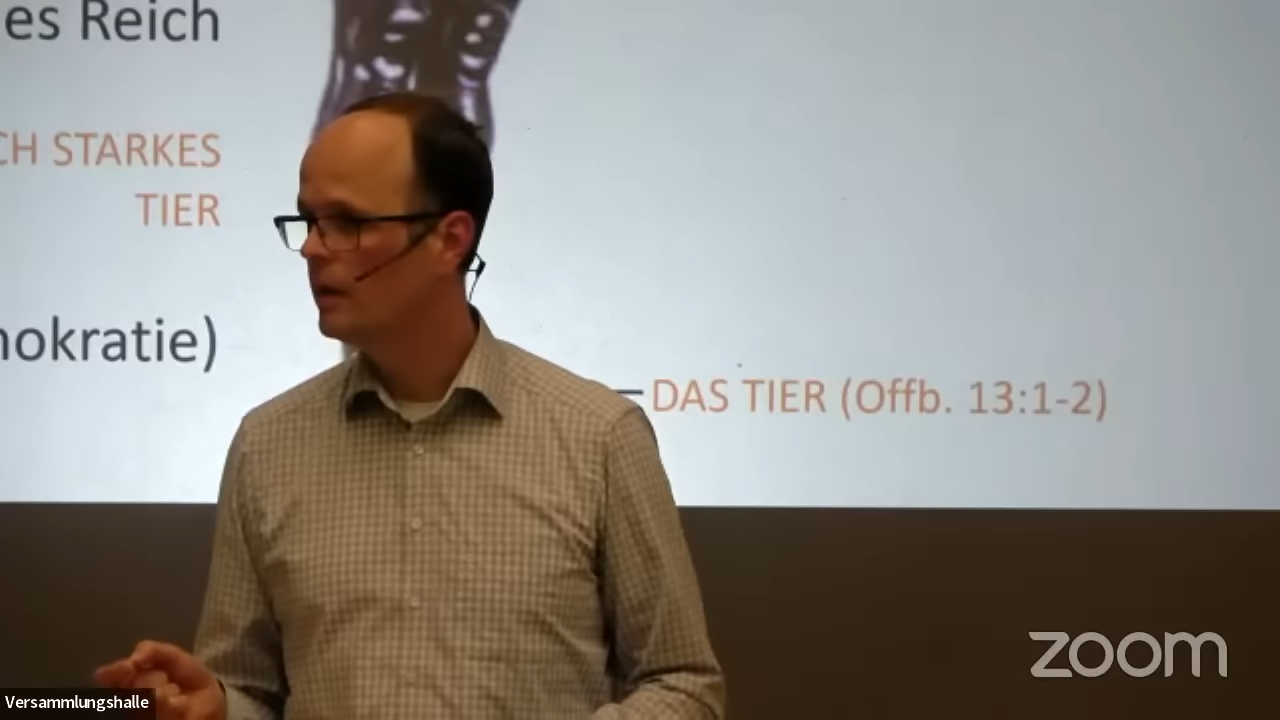 es Reich
CH STARKES
TIER
nokratie)
DAS TIER (Offb. 13:1-2)
zoom
Versammlungshalle